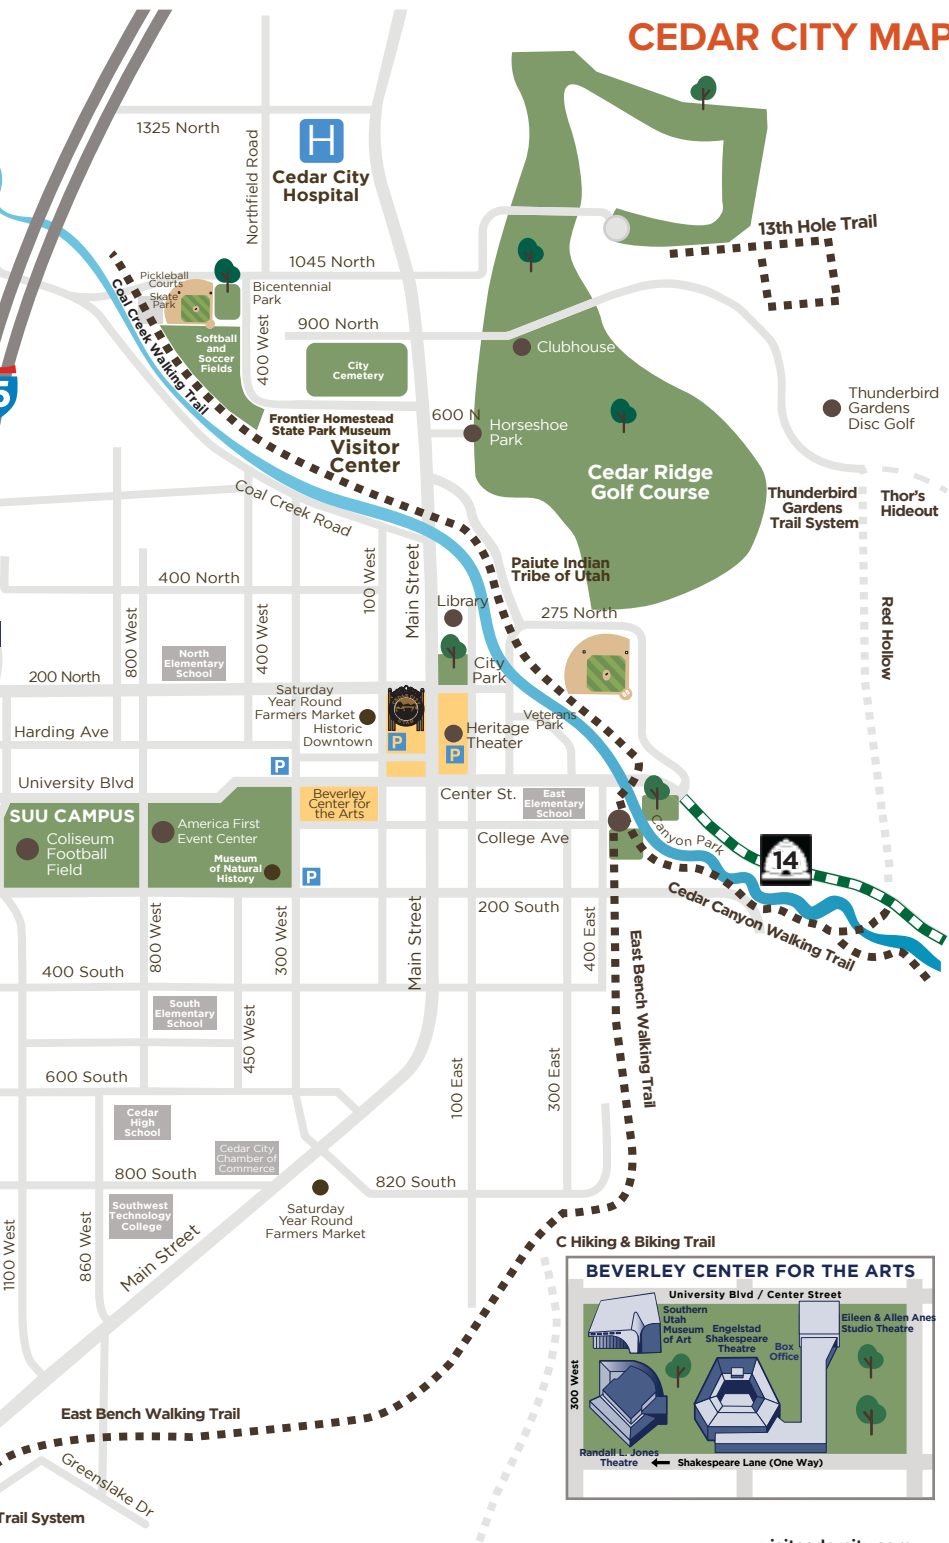 CEDAR CITY MAP
1325 North
Northfield Road
H
Cedar City
Hospital
13th Hole Trail
1045 North
Pickleball
Courts
Skate
Park
Bicentennial
Park
Coal Creek Walking Trail
900 North
400 West
Softball
and
Soccer
Fields
City
Cemetery
Clubhouse
5
Thunderbird
Gardens
Disc Golf
600 N
Frontier Homestead
State Park Museum
Visitor
Center
Horseshoe
Park
Cedar Ridge
Golf Course
Thunderbird
Gardens
Trail System
Thor's
Hideout
Coal Creek Road
100 West
Main Street
Paiute Indian
Tribe of Utah
400 North
Library
275 North
Red Hollow
800 West
400 West
North
Elementary
School
200 North
City
Park
Saturday
Year Round
Farmers Market
Historic
Downtown
P
Harding Ave
Heritage
Theater
P
Veterans
Park
P
University Blvd
Beverley
Center for
the Arts
Center St.
East
Elementary
School
SUU CAMPUS
Coliseum
Football
Field
America First
Event Center
Museum
of Natural
History
P
College Ave
Canyon Park
14
Cedar Canyon Walking Trail
200 South
800 West
300 West
Main Street
400 East
East Bench Walking Trail
400 South
South
Elementary
School
450 West
600 South
100 East
300 East
Cedar
High
School
Cedar City
Chamber of
Commerce
800 South
820 South
Southwest
Technology
College
Saturday
Year Round
Farmers Market
1100 West
860 West
Main Street
C Hiking & Biking Trail
BEVERLEY CENTER FOR THE ARTS
University Blvd / Center Street
Southern
Utah
Museum
of Art
Engelstad
Shakespeare
Theatre
Box
Office
Eileen & Allen Anes
Studio Theatre
300 West
Randall L. Jones
Theatre
Shakespeare Lane (One Way)
East Bench Walking Trail
Greenslake Dr
Trail System